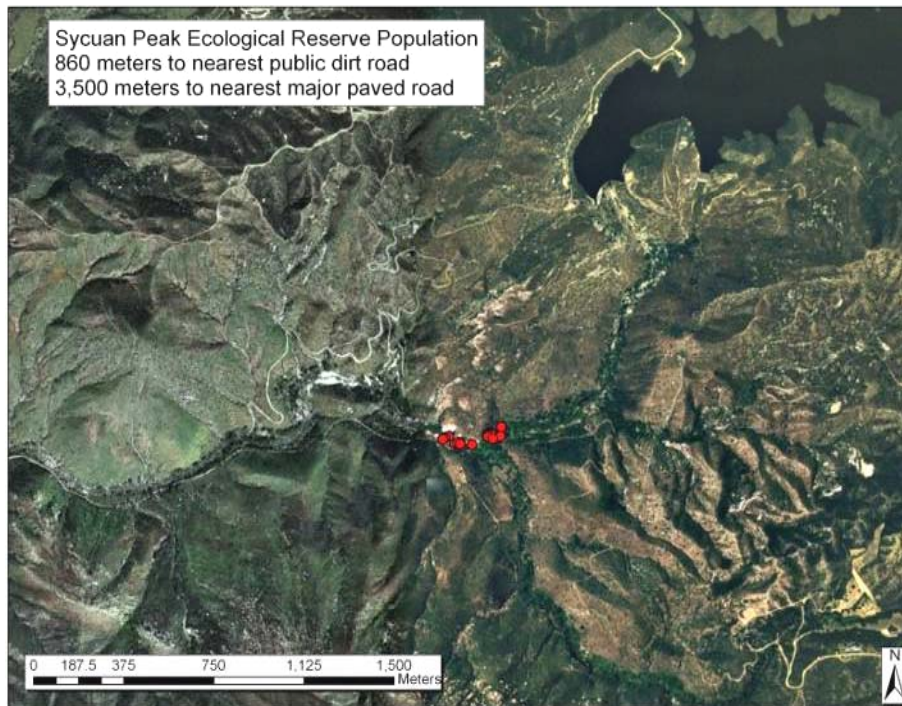 Sycuan Peak Ecological Reserve Population
860 meters to nearest public dirt road
3,500 meters to nearest major paved road
0 187.5 375 750 1,125 1,500
Meters
N